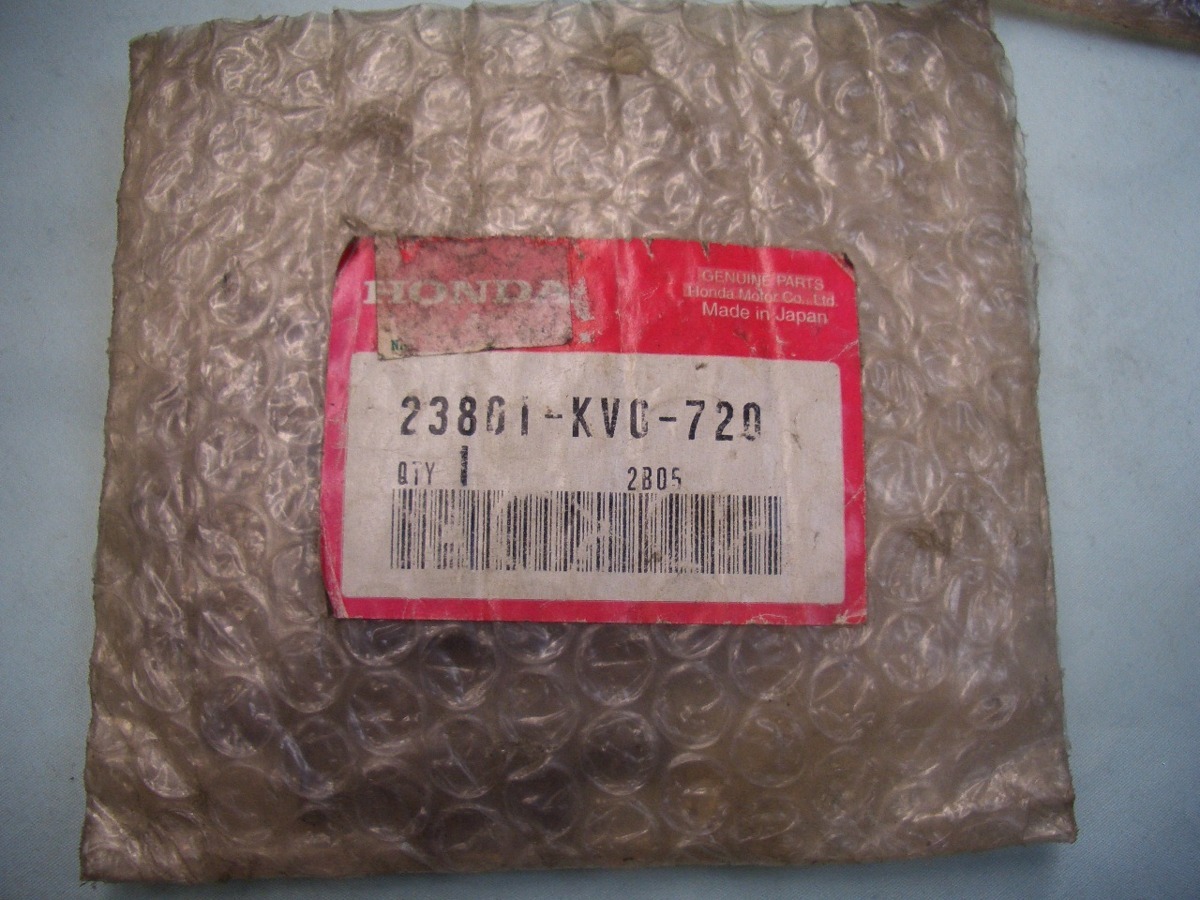 HONDA
GENUINE PARTS
Honda Motor Co., Ltd.
Made in Japan
23801-KV0-720
QTY 1
2B05